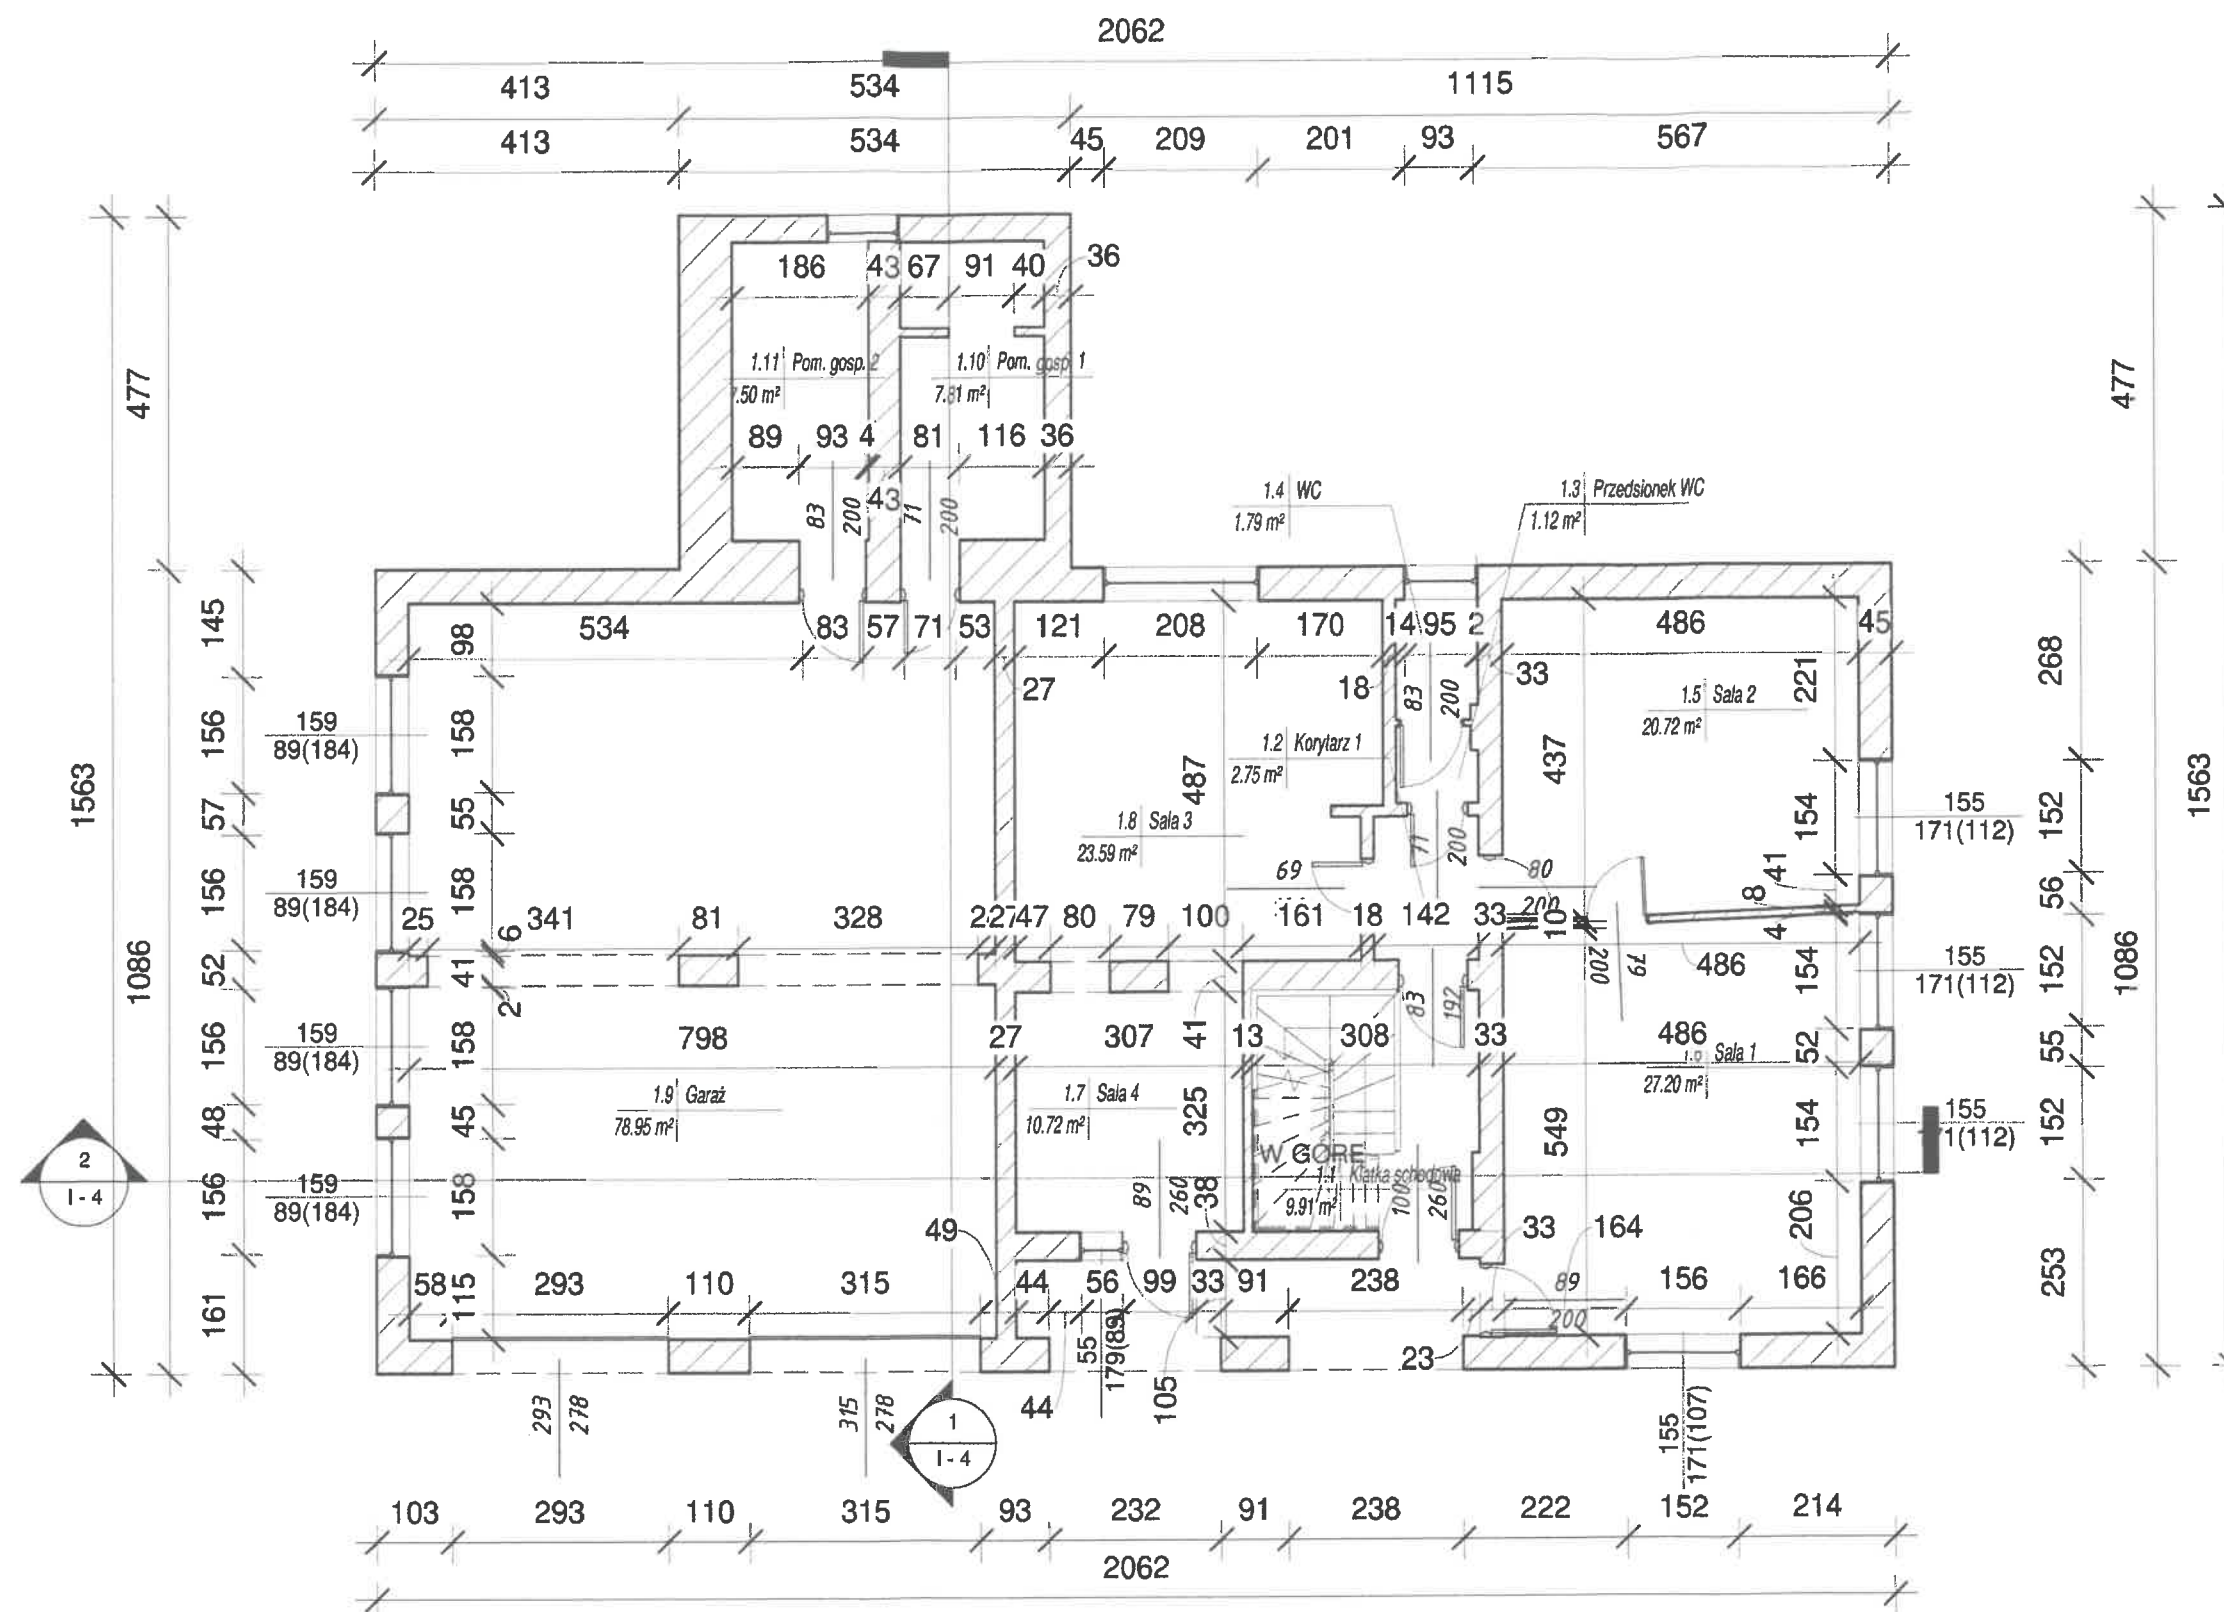 2062
413 534 1115
413 534 45 209 201 93 567
186 43 67 91 40 36
1.11 Pom. gosp. 2
7.50 m²
1.10 Pom. gosp. 1
7.81 m²
89 93 4 81 116 36
43
83 200 71 200
477
477
1.4 WC
1.79 m²
1.3 Przedsionek WC
1.12 m²
534 83 57 71 53 121 208 170 14 95 2 486 45
27 18 33
83 200
98
145
156
57
156
52
156
48
156
161
1563
1086
159
89(184)
159
89(184)
159
89(184)
159
89(184)
158
55
158
6
41
2
158
45
158
115
1.5 Sala 2
20.72 m²
221
437
154
41
8
4
1.2 Korytarz 1
2.75 m²
487
1.8 Sala 3
23.59 m²
71 200
69
80
200
10
25 341 81 328 27 47 80 79 100 161 18 142 33
486
79
200
83 192
798 27 307 41 13 308 33 486
1.9 Garaż
78.95 m²
1.7 Sala 4
10.72 m²
325
Sala 1
27.20 m²
549
154
52
154
206
W GÓRĘ
1.1 Klatka schodowa
9.91 m²
89 260
38
100 260
49
33 164
58 293 110 315 44 56 99 33 91 238 156 166
89
200
55
179(89)
44
105
23
293 278
315 278
155
171(107)
155
171(112)
155
171(112)
155
171(112)
268
152
56
152
55
152
253
1086
1563
2
I - 4
1
I - 4
103 293 110 315 93 232 91 238 222 152 214
2062